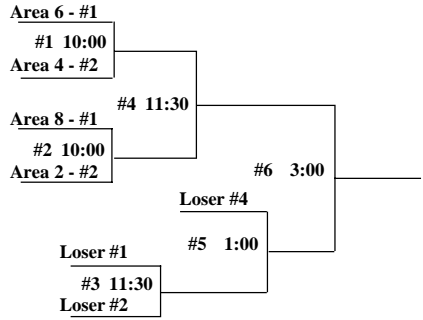 Area 6 - #1
#1 10:00
Area 4 - #2
#4 11:30
Area 8 - #1
#2 10:00
Area 2 - #2
#6 3:00
Loser #4
#5 1:00
Loser #1
#3 11:30
Loser #2